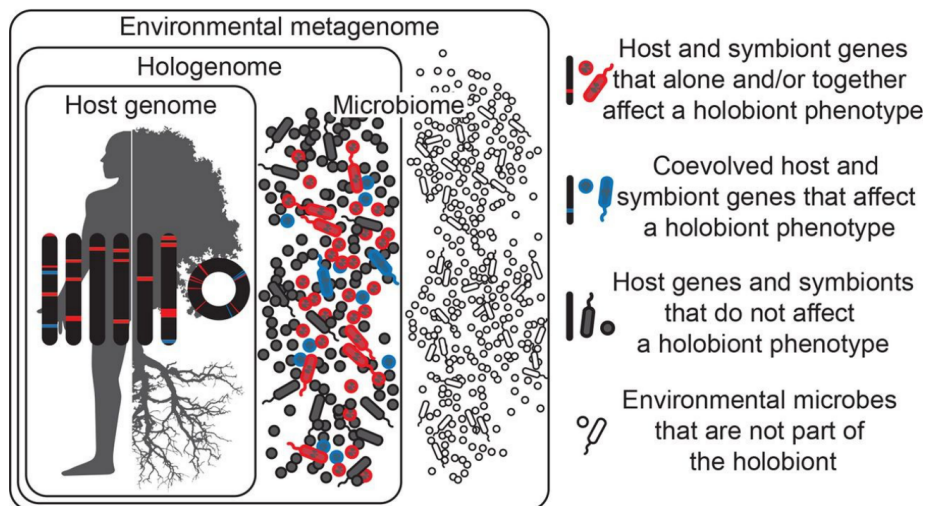 Environmental metagenome
Hologenome
Host genome
Microbiome
Host and symbiont genes
that alone and/or together
affect a holobiont phenotype
Coevolved host and
symbiont genes that affect
a holobiont phenotype
Host genes and symbionts
that do not affect
a holobiont phenotype
Environmental microbes
that are not part of
the holobiont